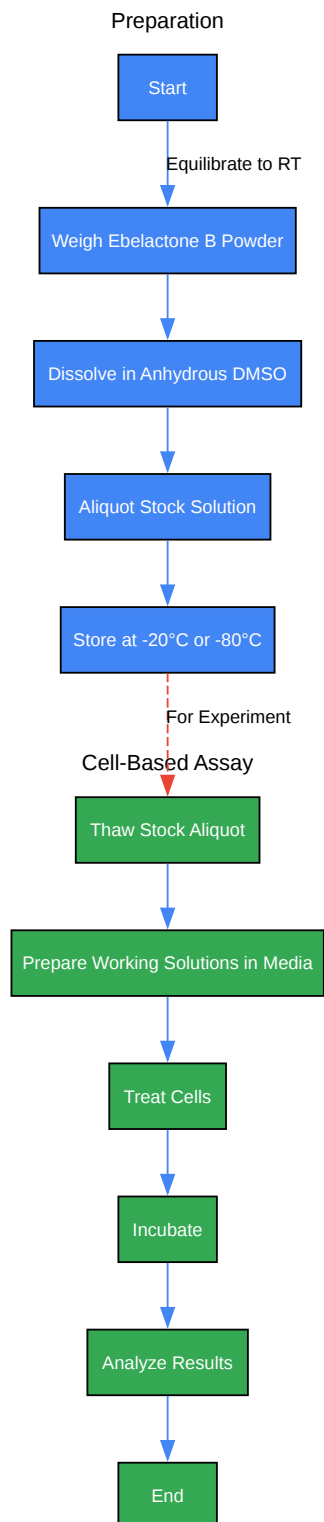 Preparation
Start
Equilibrate to RT
Weigh Ebelactone B Powder
Dissolve in Anhydrous DMSO
Aliquot Stock Solution
Store at -20°C or -80°C
For Experiment
Cell-Based Assay
Thaw Stock Aliquot
Prepare Working Solutions in Media
Treat Cells
Incubate
Analyze Results
End